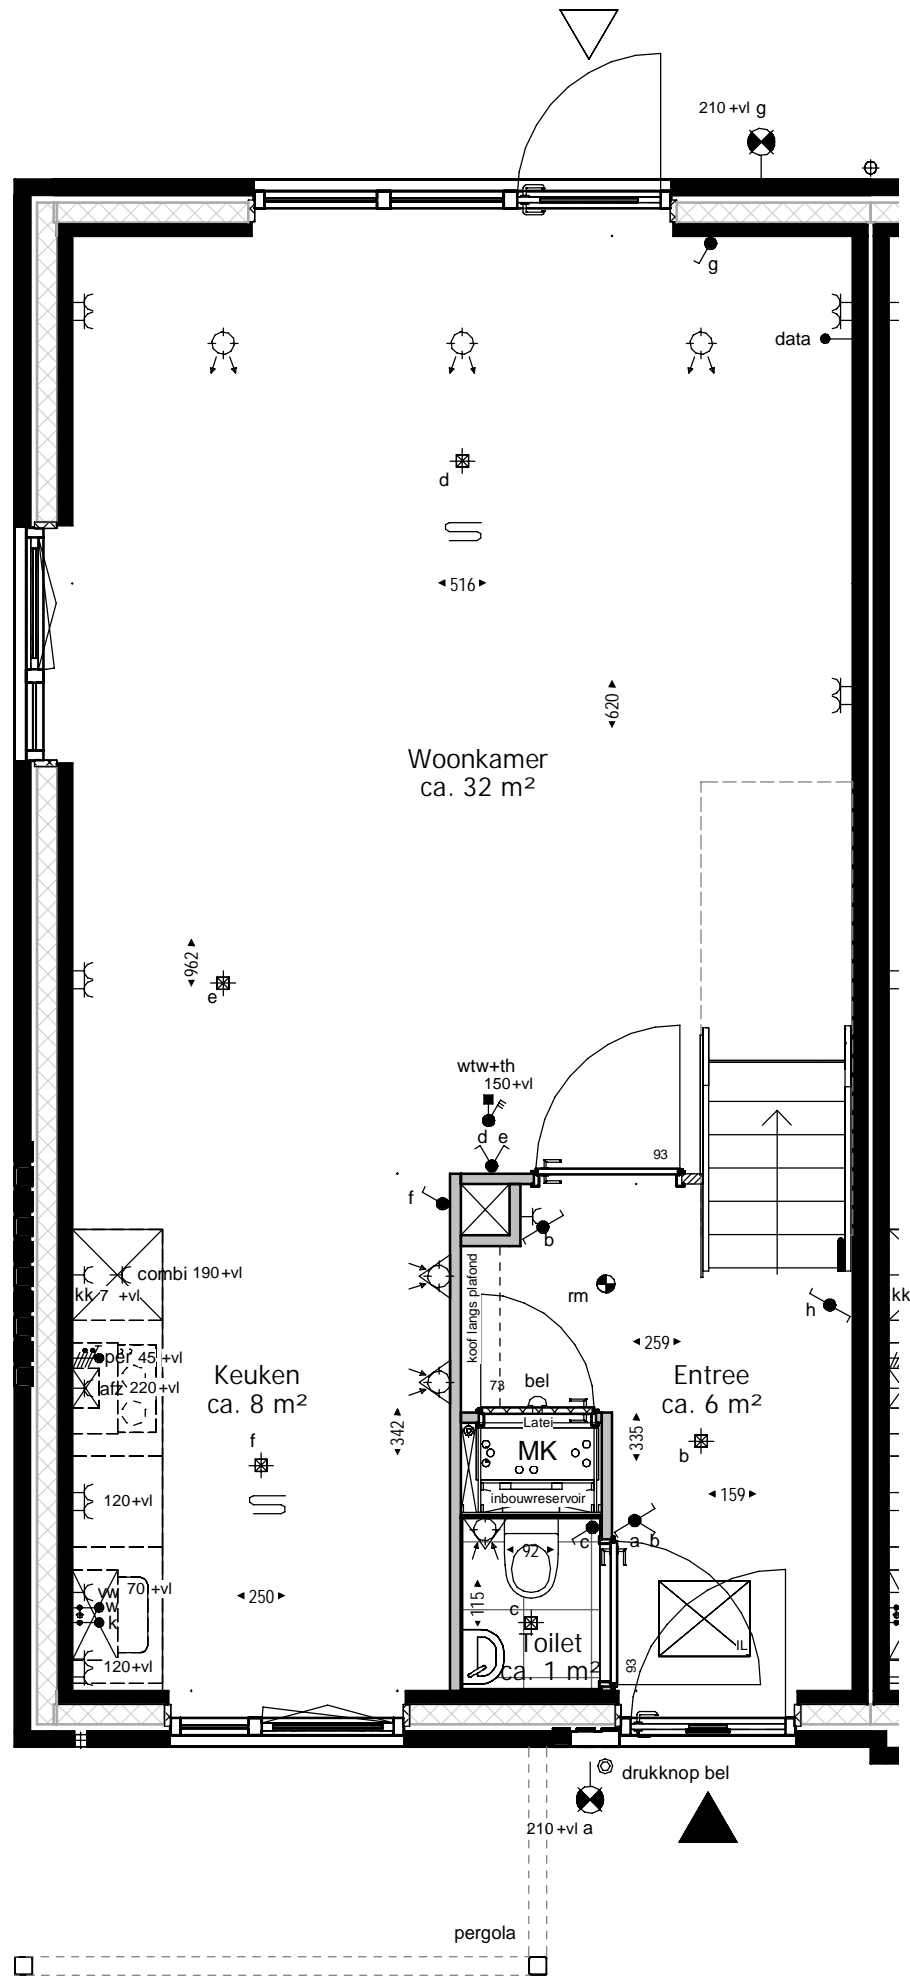 210 +vl g
g
data
d
516
620
Woonkamer
ca. 32 m²
962
e
wtw+th
150+vl
d e
93
f
b
combi 190+vl
kk 7 +vl
kk
koof langs plafond
rm
h
259
per 45 +vl
afz 220+vl
Keuken
ca. 8 m²
73
bel
Entree
ca. 6 m²
342
Latei
335
f
MK
b
120+vl
inbouwreservoir
159
c
a b
92
70 +vl
vw
w
k
250
115
c
Toilet
ca. 1 m²
IL
93
120+vl
drukknop bel
210 +vl a
pergola